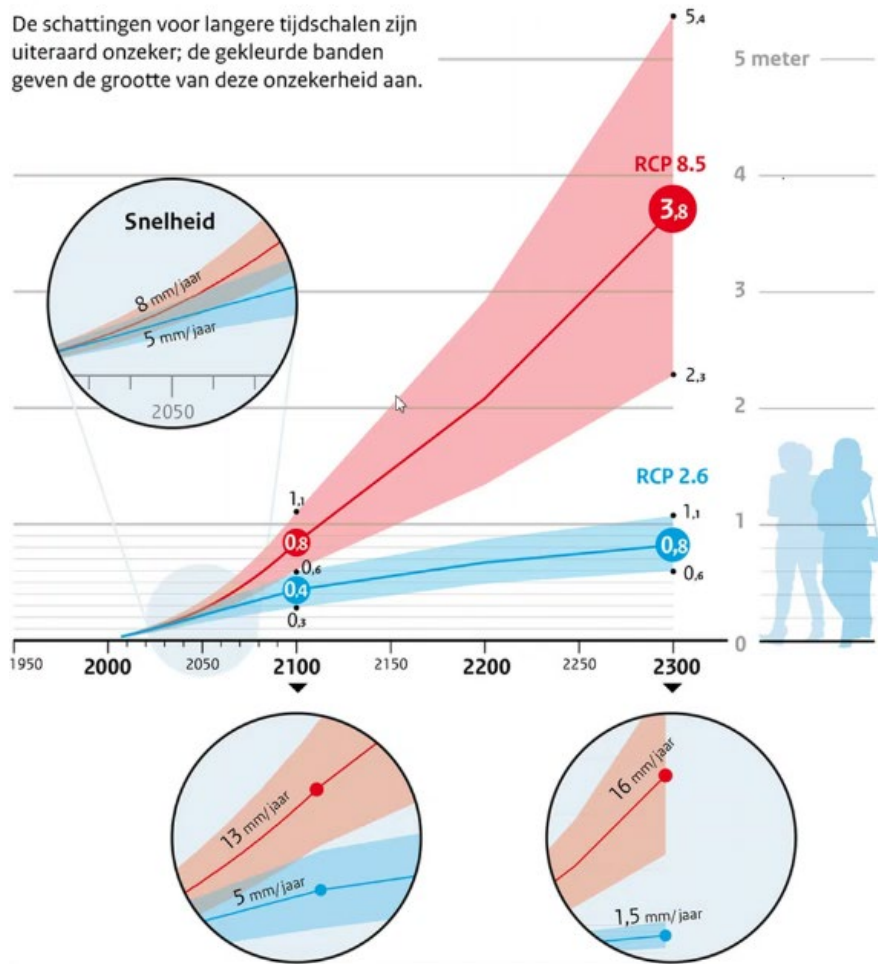 De schattingen voor langere tijdschalen zijn
uiteraard onzeker; de gekleurde banden
geven de grootte van deze onzekerheid aan.
5,4
5 meter
RCP 8.5
4
3,8
Snelheid
8 mm/jaar
5 mm/jaar
2050
3
2,3
2
RCP 2.6
1,1
1,1
1
0,8
0,8
0,6
0,4
0,6
0,3
0
1950
2000
2050
2100
2150
2200
2250
2300
13 mm/jaar
5 mm/jaar
16 mm/jaar
1,5 mm/jaar